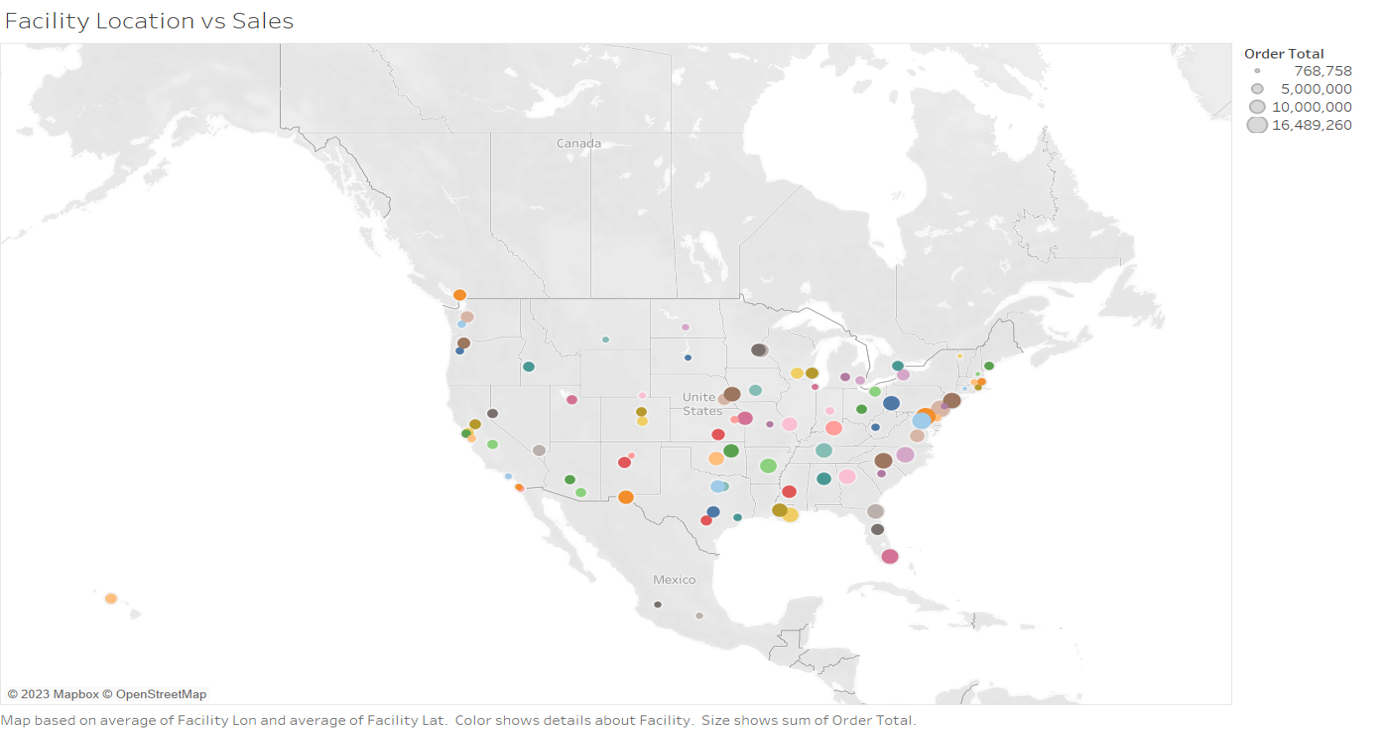 Facility Location vs Sales
Order Total
768,758
5,000,000
10,000,000
16,489,260
Canada
Unite
States
Mexico
© 2023 Mapbox © OpenStreetMap
Map based on average of Facility Lon and average of Facility Lat.  Color shows details about Facility.  Size shows sum of Order Total.